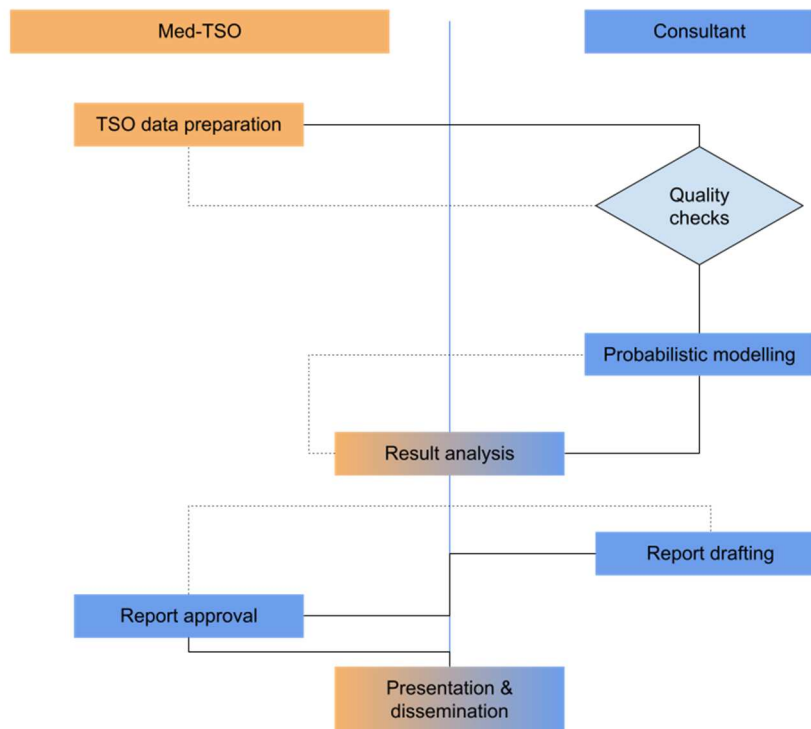 Med-TSO
Consultant
TSO data preparation
Quality
checks
Probabilistic modelling
Result analysis
Report drafting
Report approval
Presentation &
dissemination